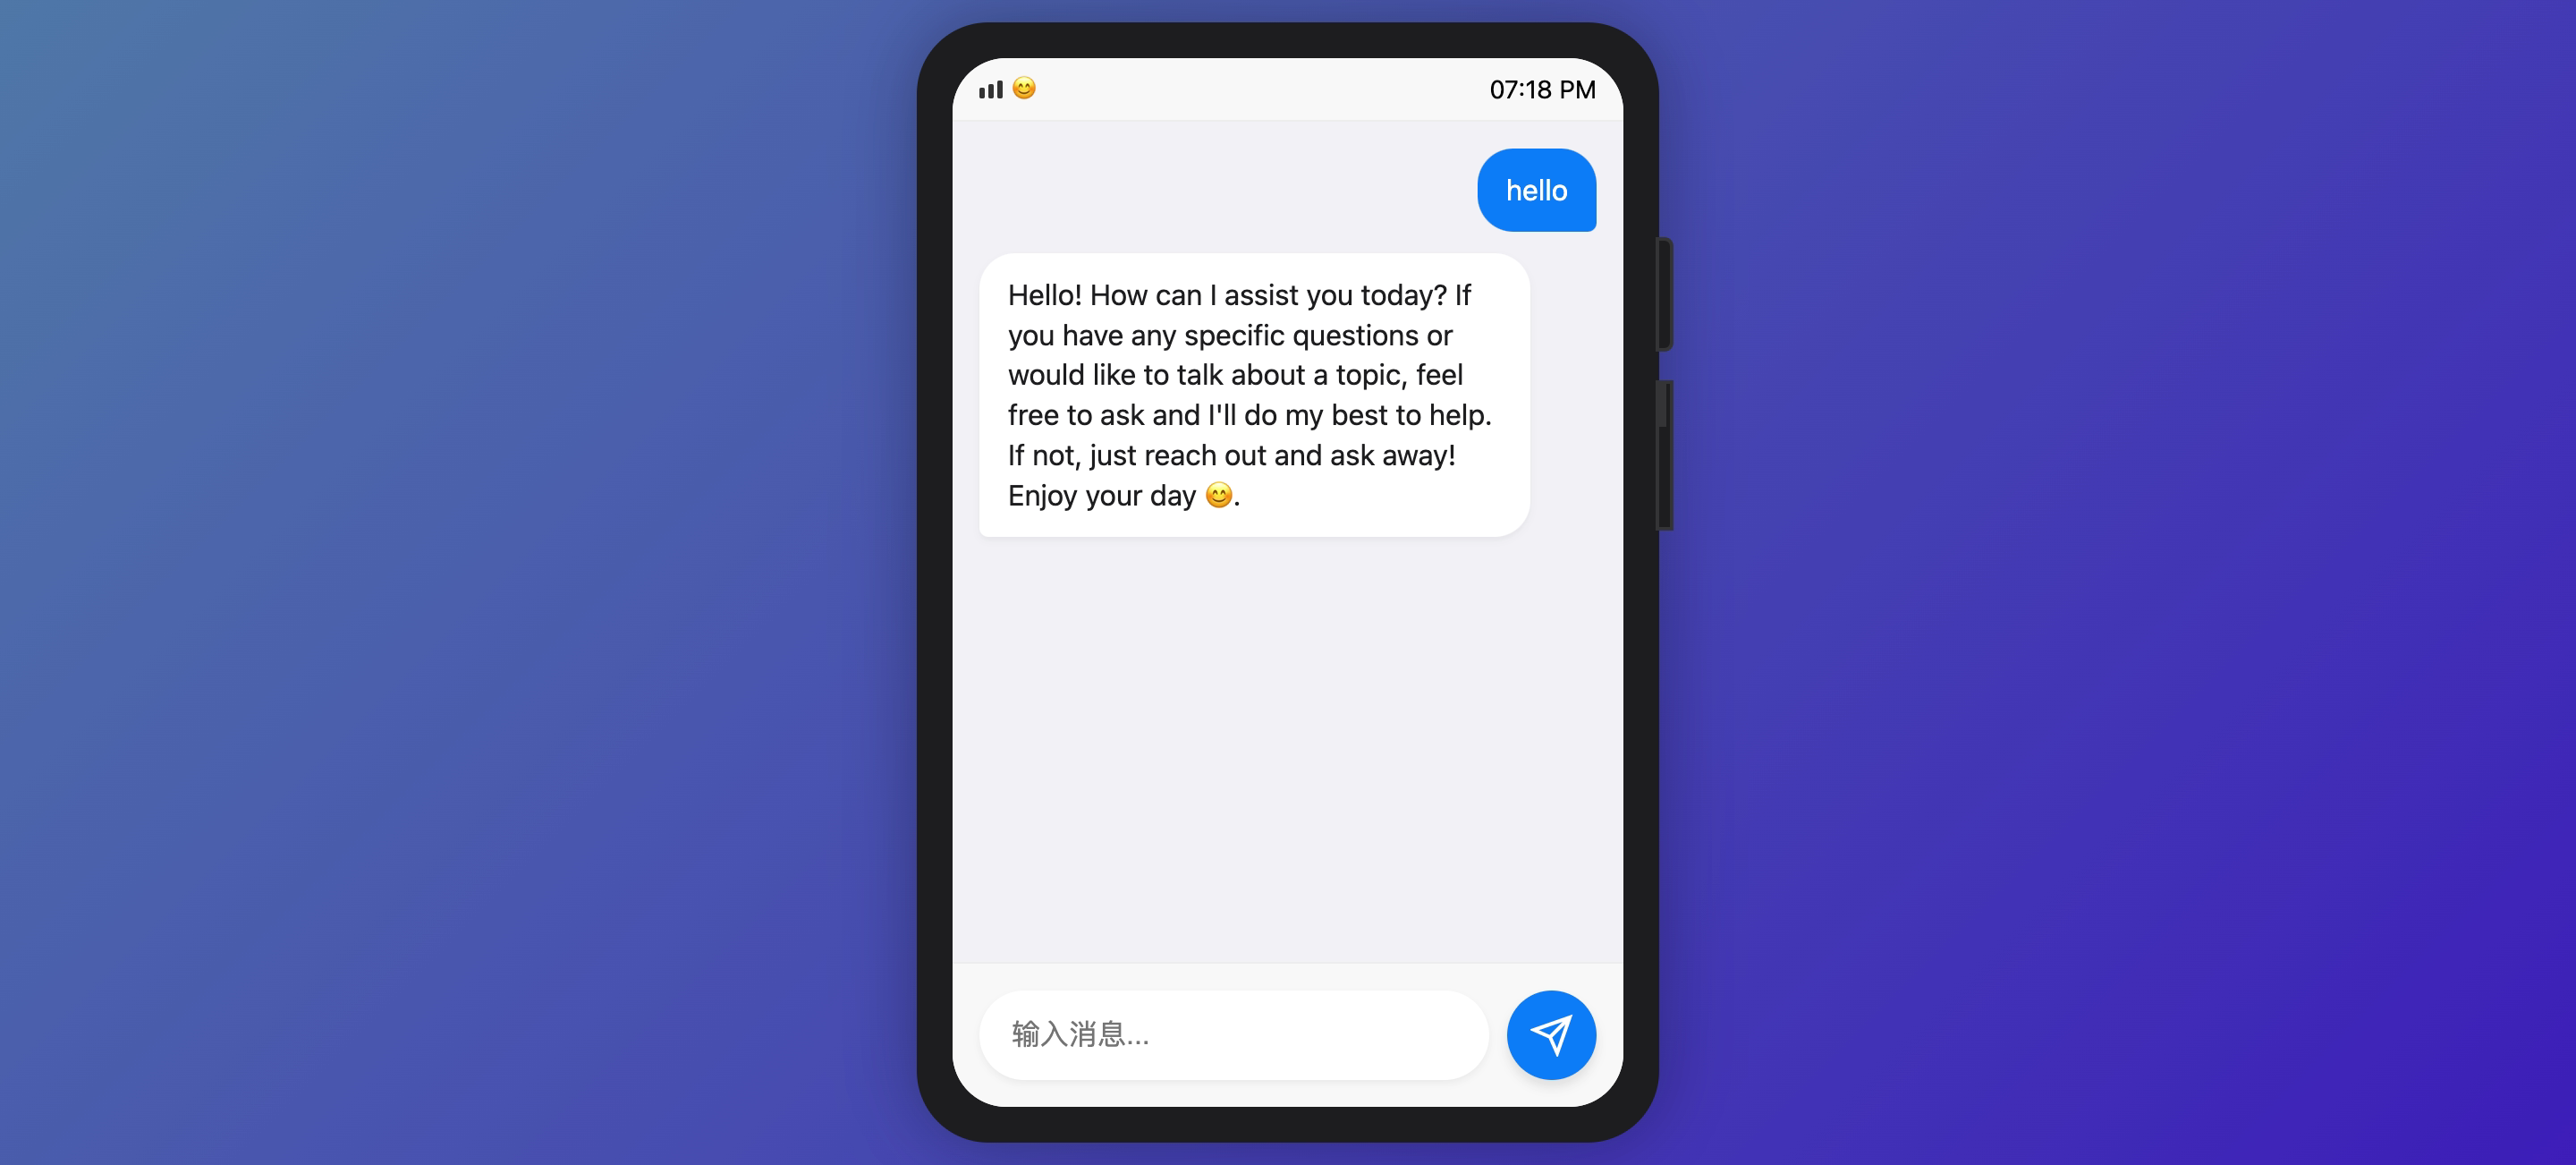 😊 07:18 PM
hello
Hello! How can I assist you today? If
you have any specific questions or
would like to talk about a topic, feel
free to ask and I'll do my best to help.
If not, just reach out and ask away!
Enjoy your day 😊.
输入消息...